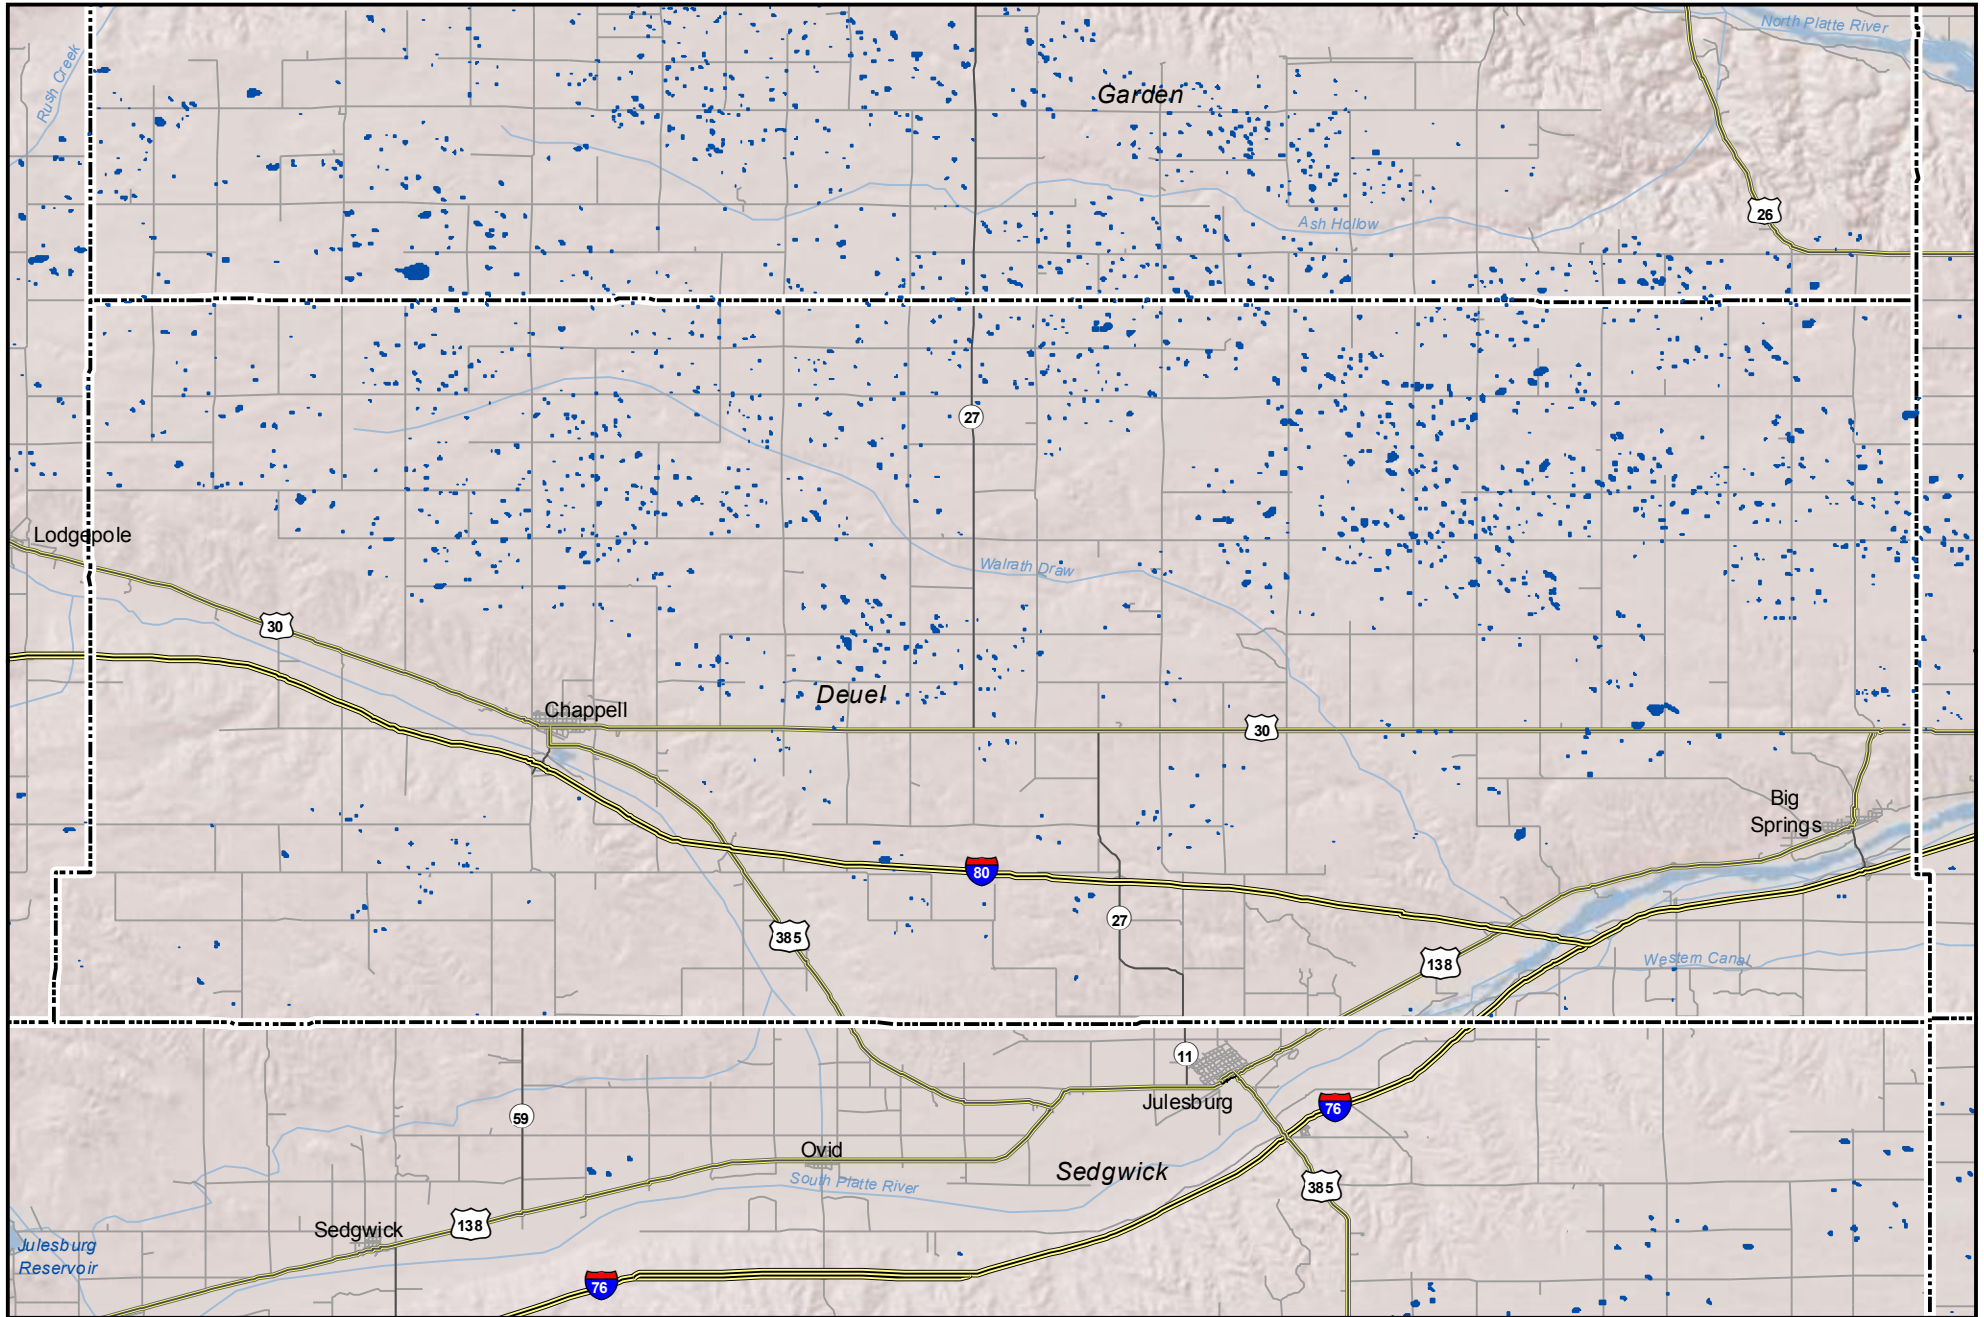 North Platte River
Rush Creek
Garden
26
Ash Hollow
27
Lodgepole
Walrath Draw
30
Deuel
Chappell
30
Big
Springs
80
27
385
138
Western Canal
11
Julesburg
76
59
Ovid
Sedgwick
South Platte River
385
138
Sedgwick
Julesburg
Reservoir
76